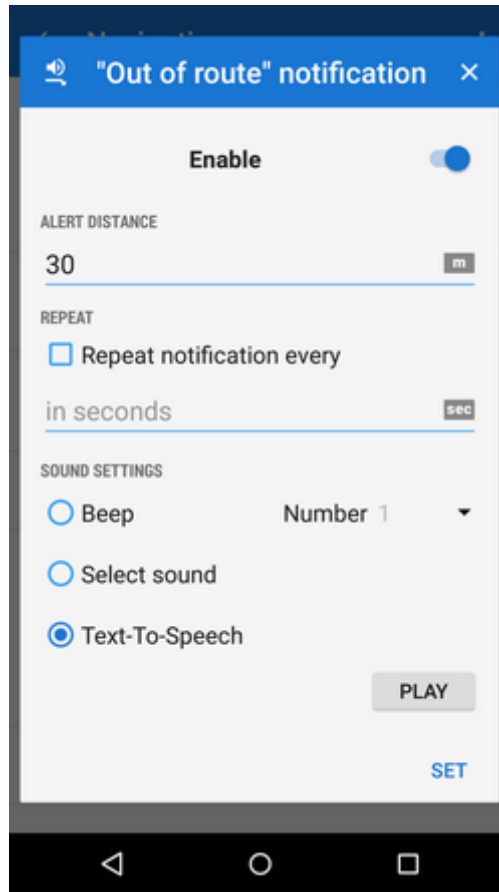 "Out of route" notification
Enable
ALERT DISTANCE
30 m
REPEAT
Repeat notification every
in seconds sec
SOUND SETTINGS
Beep Number 1
Select sound
Text-To-Speech
PLAY
SET